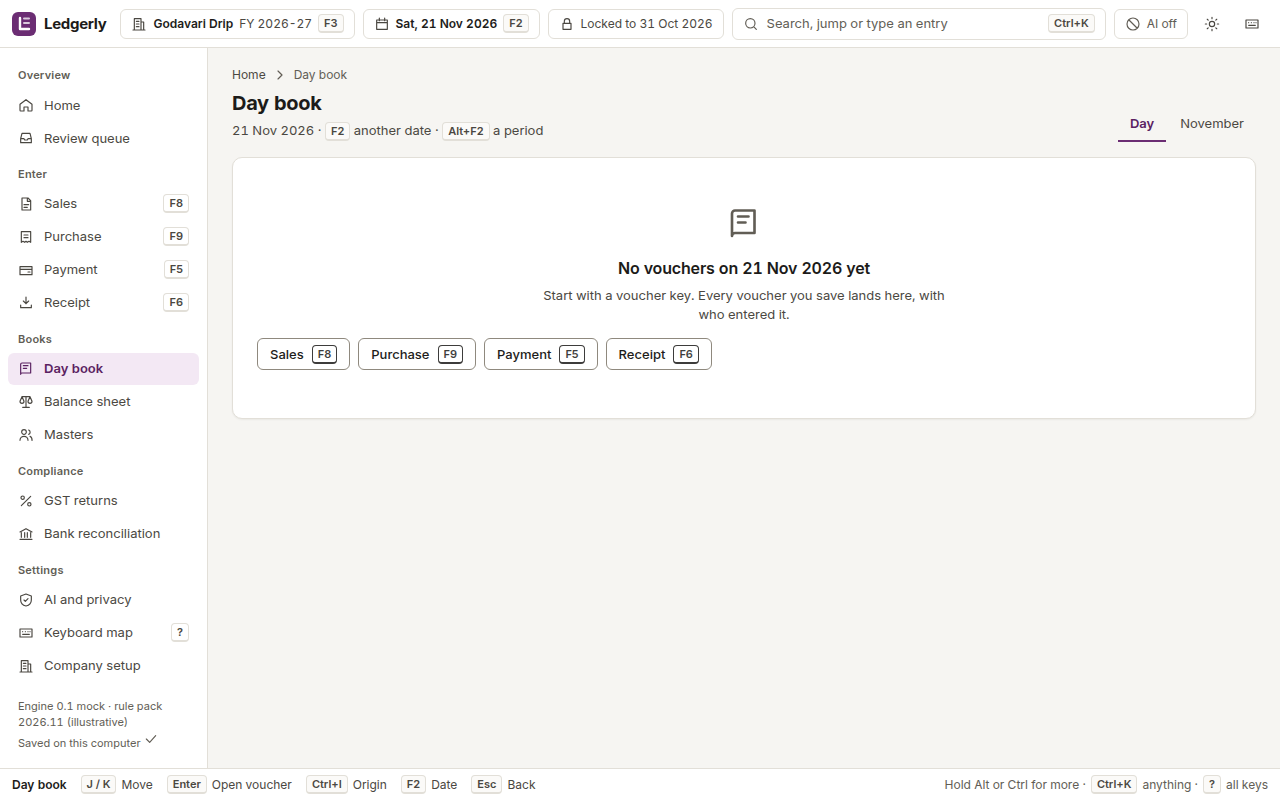 Ledgerly
Godavari Drip FY 2026-27 F3
Sat, 21 Nov 2026 F2
Locked to 31 Oct 2026
Search, jump or type an entry Ctrl+K
AI off
Overview
Home
Review queue
Enter
Sales F8
Purchase F9
Payment F5
Receipt F6
Books
Day book
Balance sheet
Masters
Compliance
GST returns
Bank reconciliation
Settings
AI and privacy
Keyboard map ?
Company setup
Engine 0.1 mock · rule pack
2026.11 (illustrative)
Saved on this computer
Home > Day book
Day book
21 Nov 2026 · F2 another date · Alt+F2 a period
Day November
No vouchers on 21 Nov 2026 yet
Start with a voucher key. Every voucher you save lands here, with
who entered it.
Sales F8 Purchase F9 Payment F5 Receipt F6
Day book J / K Move Enter Open voucher Ctrl+I Origin F2 Date Esc Back
Hold Alt or Ctrl for more · Ctrl+K anything · ? all keys